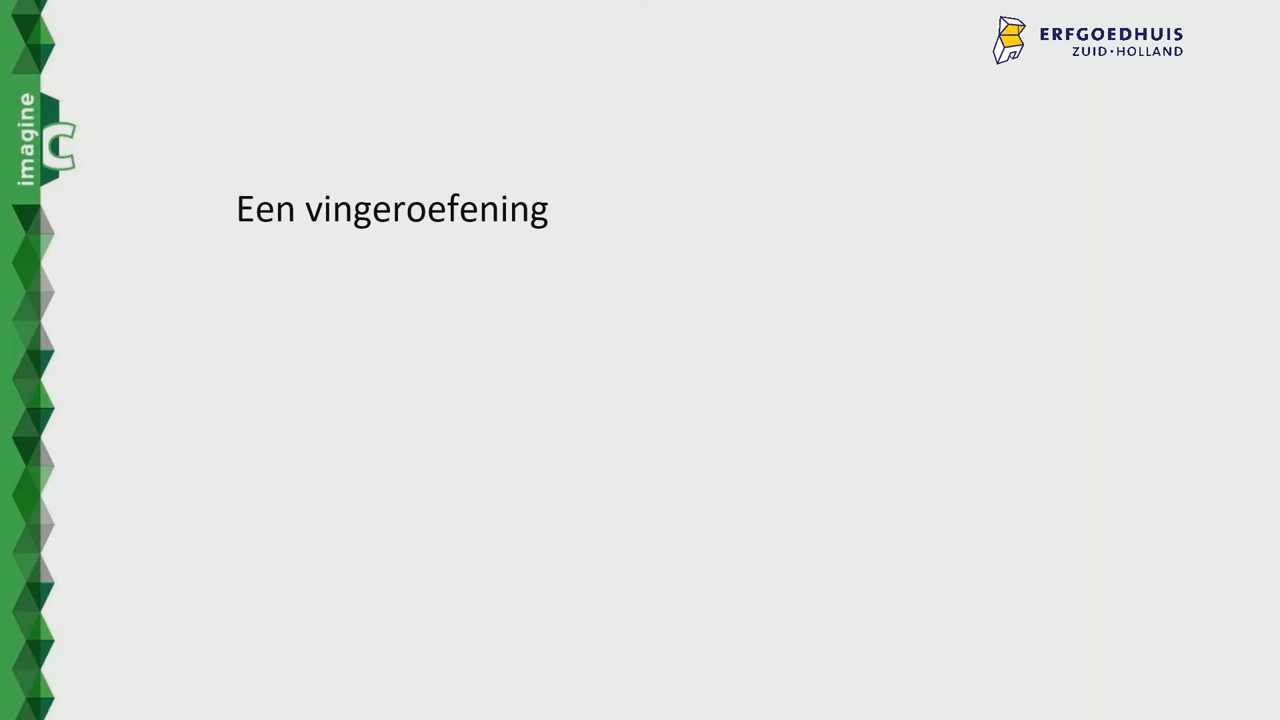 ERFGOEDHUIS
ZUID•HOLLAND
imagine
C
Een vingeroefening